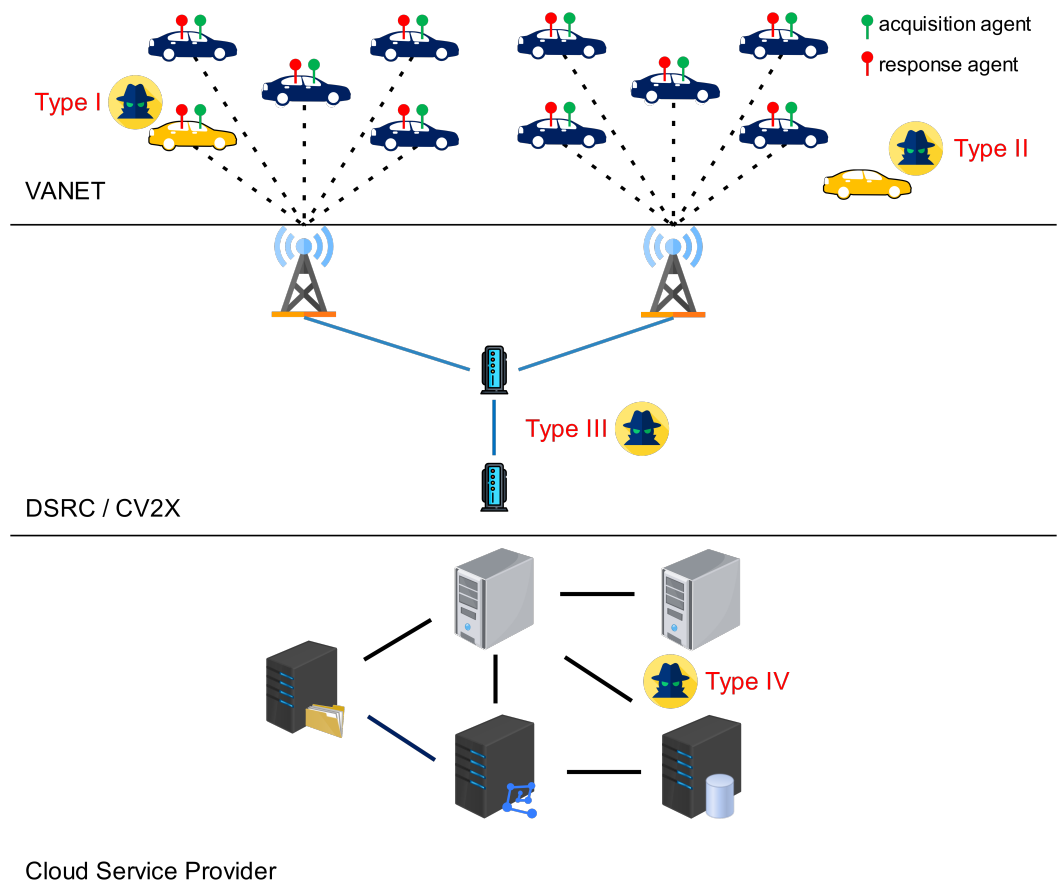 acquisition agent
response agent
Type I
Type II
VANET
Type III
DSRC / CV2X
Type IV
Cloud Service Provider